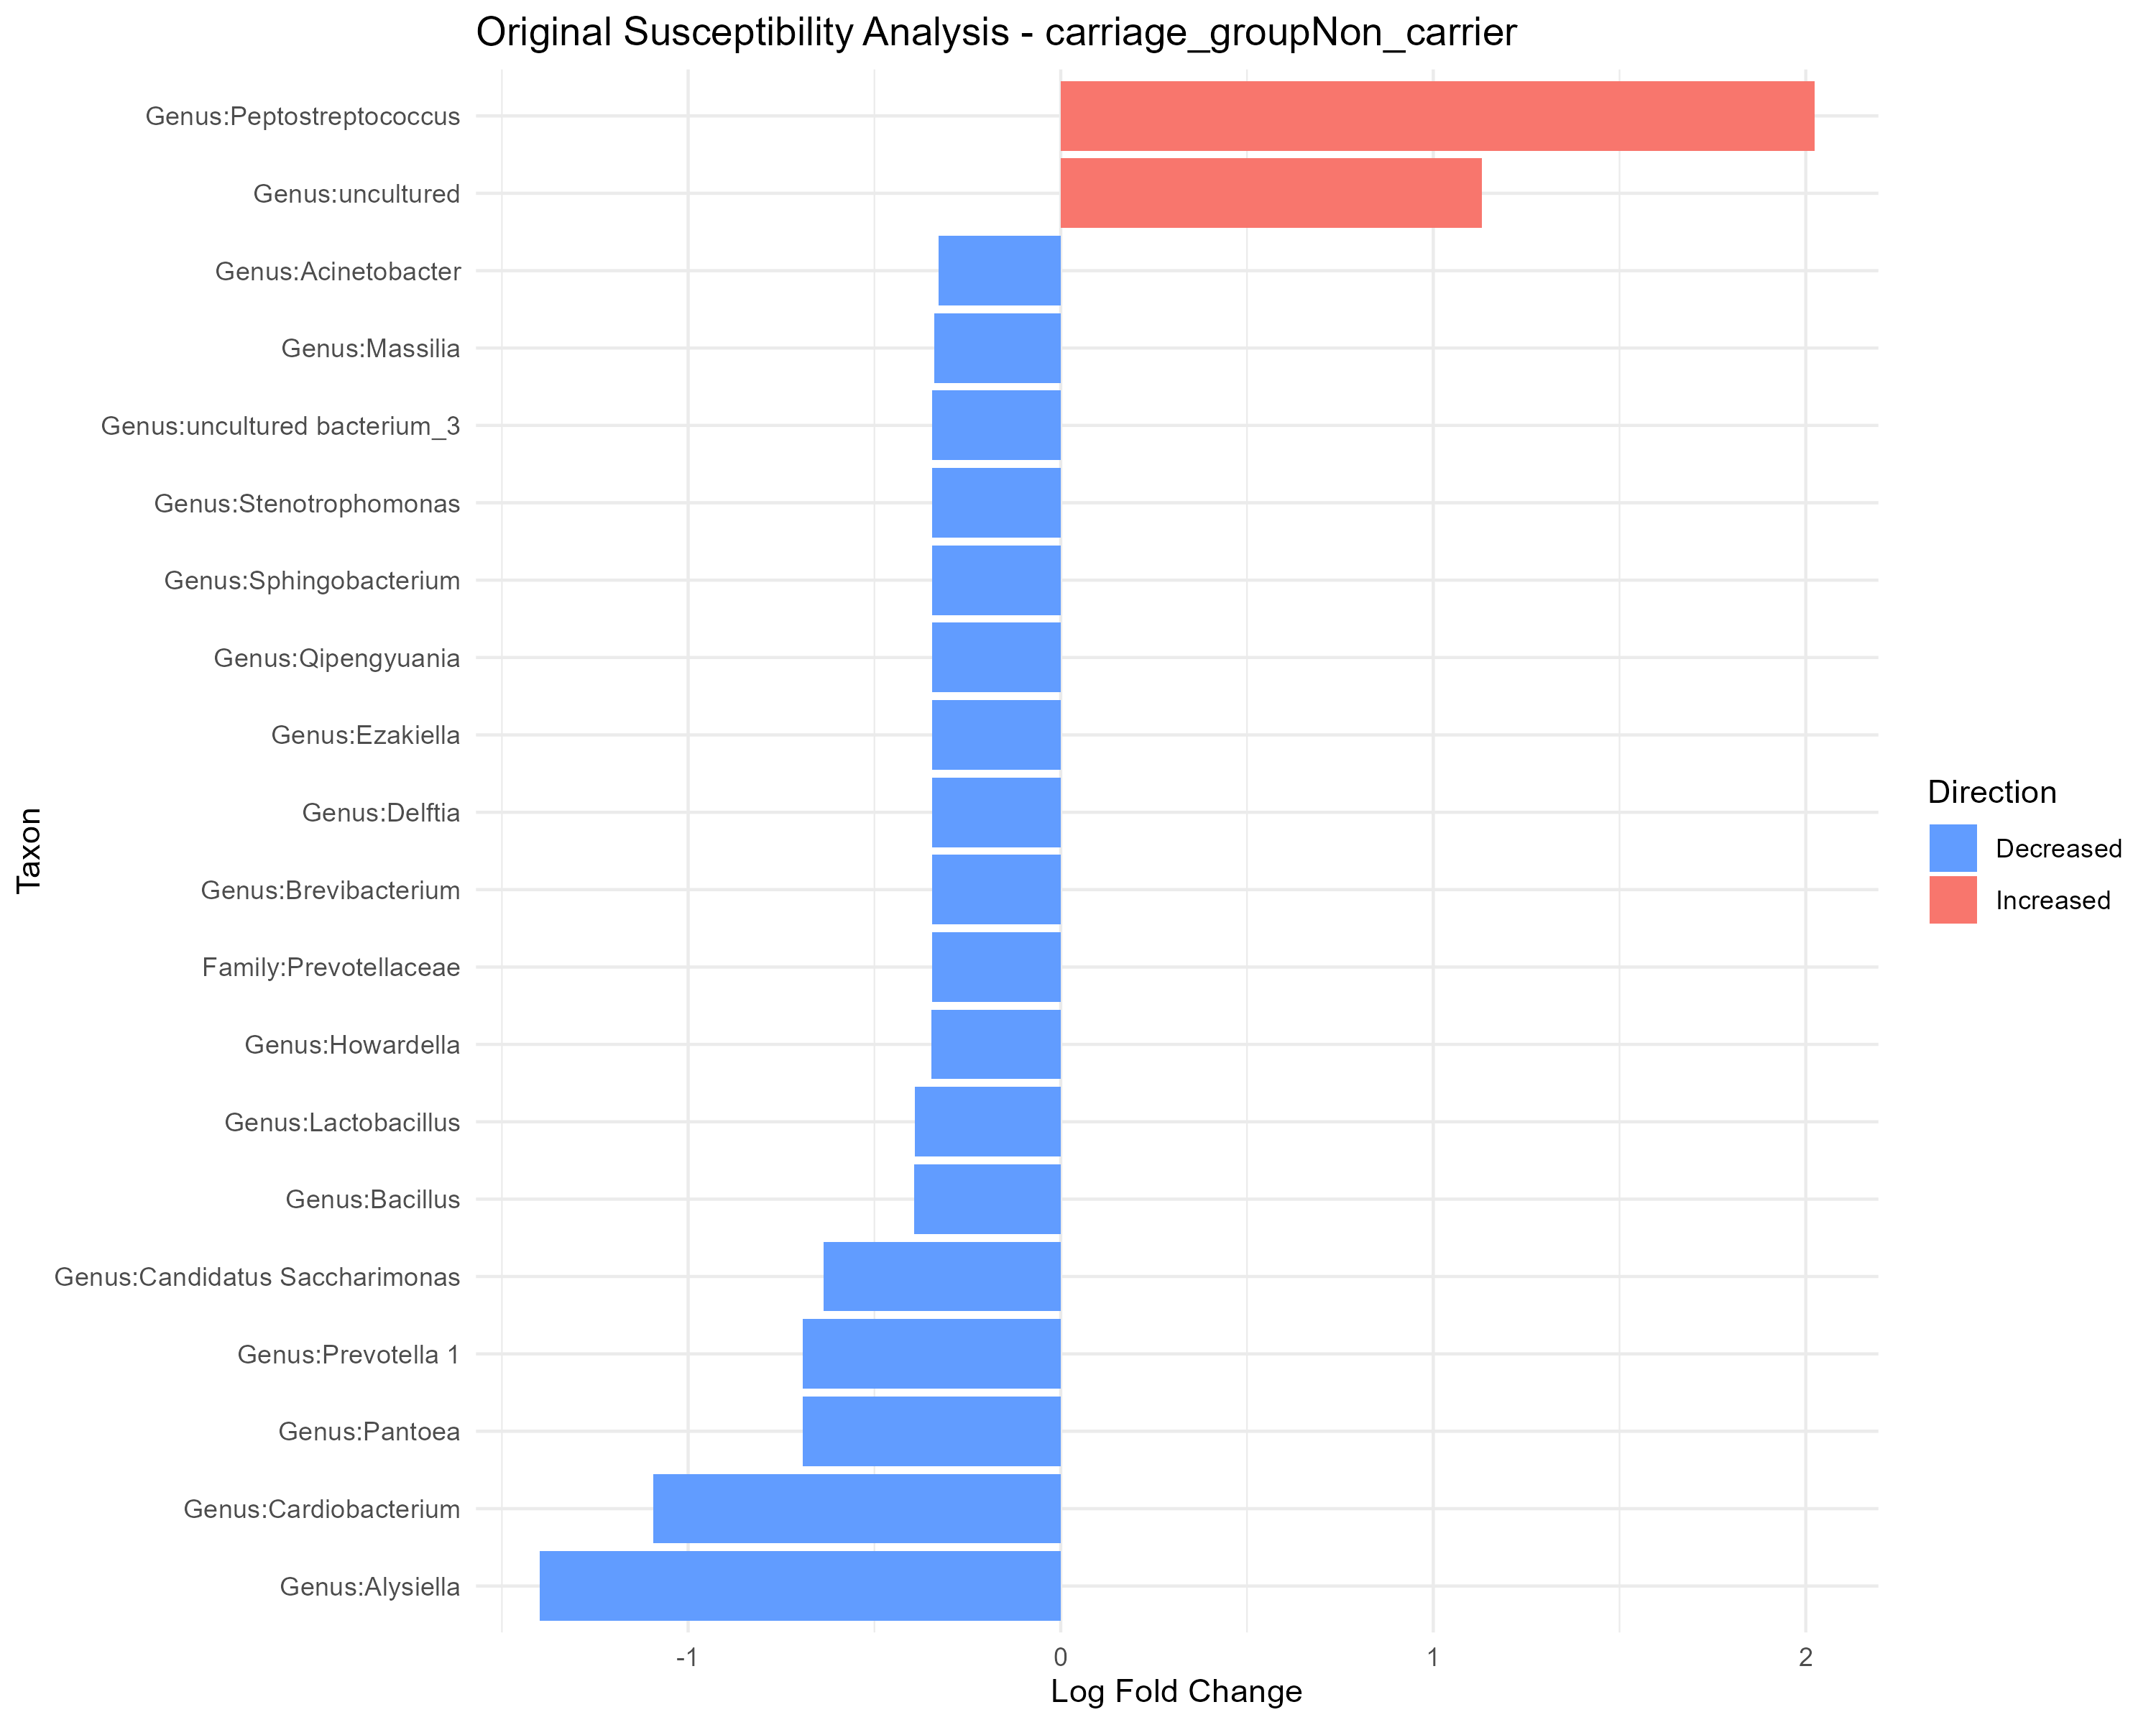 Original Susceptibility Analysis - carriage_groupNon_carrier
Genus:Peptostreptococcus
Genus:uncultured
Genus:Acinetobacter
Genus:Massilia
Genus:uncultured bacterium_3
Genus:Stenotrophomonas
Genus:Sphingobacterium
Genus:Qipengyuania
Genus:Ezakiella
Genus:Delftia
Genus:Brevibacterium
Family:Prevotellaceae
Genus:Howardella
Genus:Lactobacillus
Genus:Bacillus
Genus:Candidatus Saccharimonas
Genus:Prevotella 1
Genus:Pantoea
Genus:Cardiobacterium
Genus:Alysiella
Taxon
-1 0 1 2
Log Fold Change
Direction
Decreased
Increased